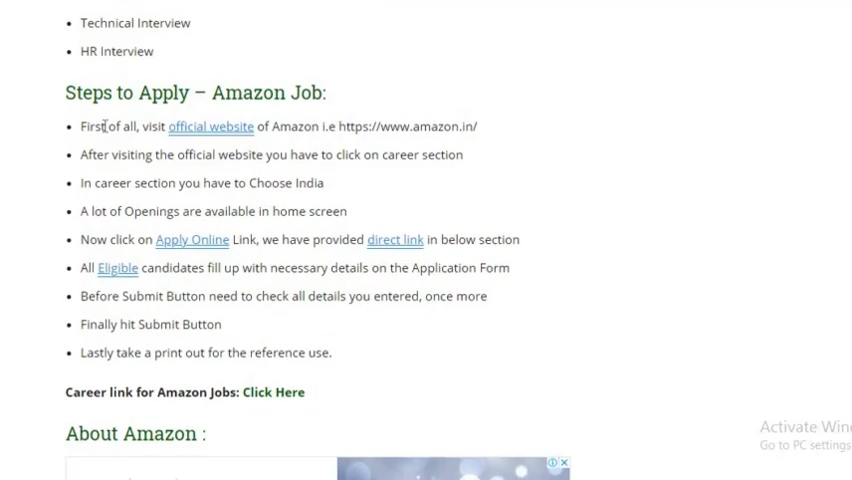 Technical Interview
HR Interview
Steps to Apply – Amazon Job:
First of all, visit official website of Amazon i.e https://www.amazon.in/
After visiting the official website you have to click on career section
In career section you have to Choose India
A lot of Openings are available in home screen
Now click on Apply Online Link, we have provided direct link in below section
All Eligible candidates fill up with necessary details on the Application Form
Before Submit Button need to check all details you entered, once more
Finally hit Submit Button
Lastly take a print out for the reference use.
Career link for Amazon Jobs: Click Here
About Amazon :
Activate Win
Go to PC settings